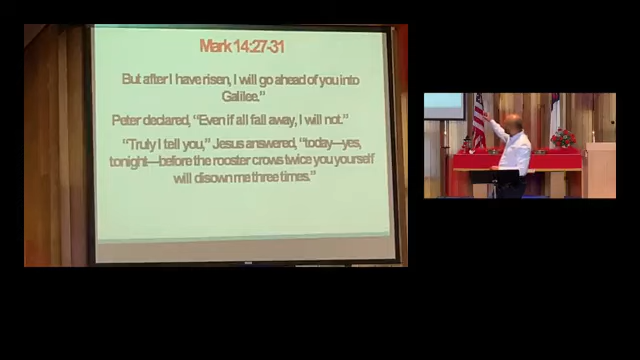 Mark 14:27-31
But after I have risen, I will go ahead of you into
Galilee.”
Peter declared, “Even if all fall away, I will not.”
“Truly I tell you,” Jesus answered, “today—yes,
tonight—before the rooster crows twice you yourself
will disown me three times.”